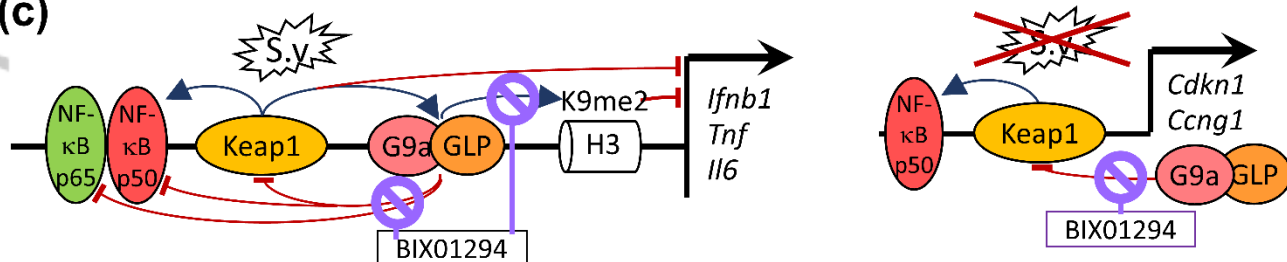 (c)
S.v
NF-
κB
p65
NF-
κB
p50
Keap1
G9a
GLP
K9me2
H3
Ifnb1
Tnf
Il6
BIX01294
S.v
NF-
κB
p50
Keap1
Cdkn1
Ccng1
G9a
GLP
BIX01294